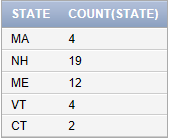 STATE COUNT(STATE)
MA 4
NH 19
ME 12
VT 4
CT 2